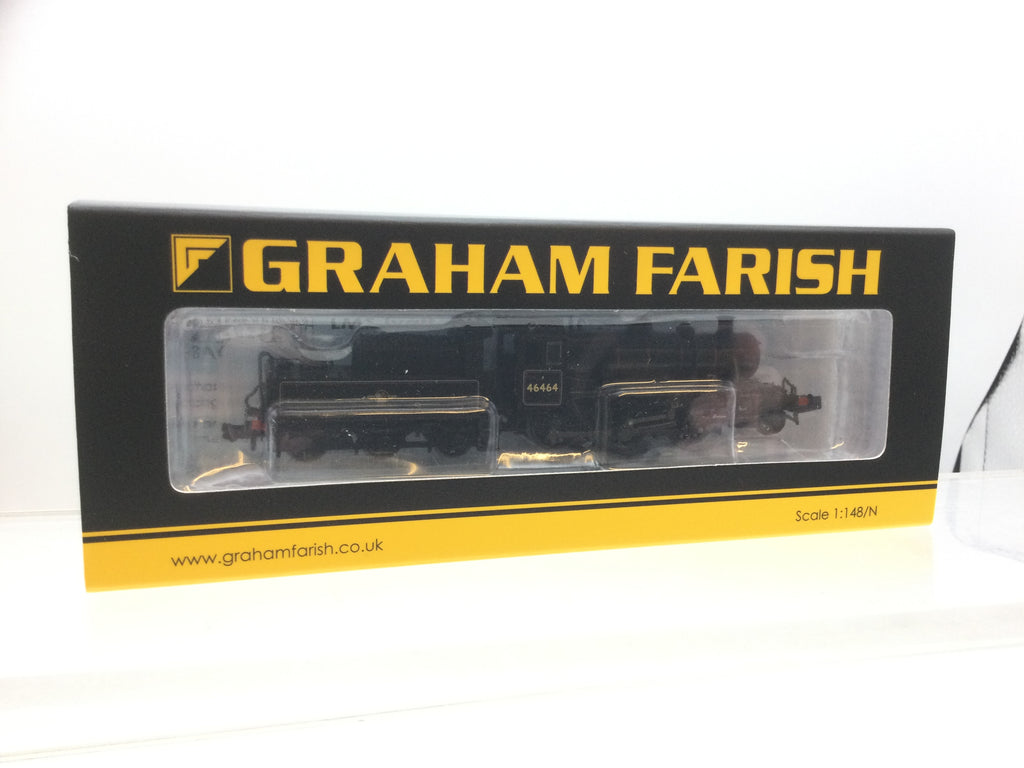 GRAHAM FARISH
46464
Scale 1:148/N
www.grahamfarish.co.uk